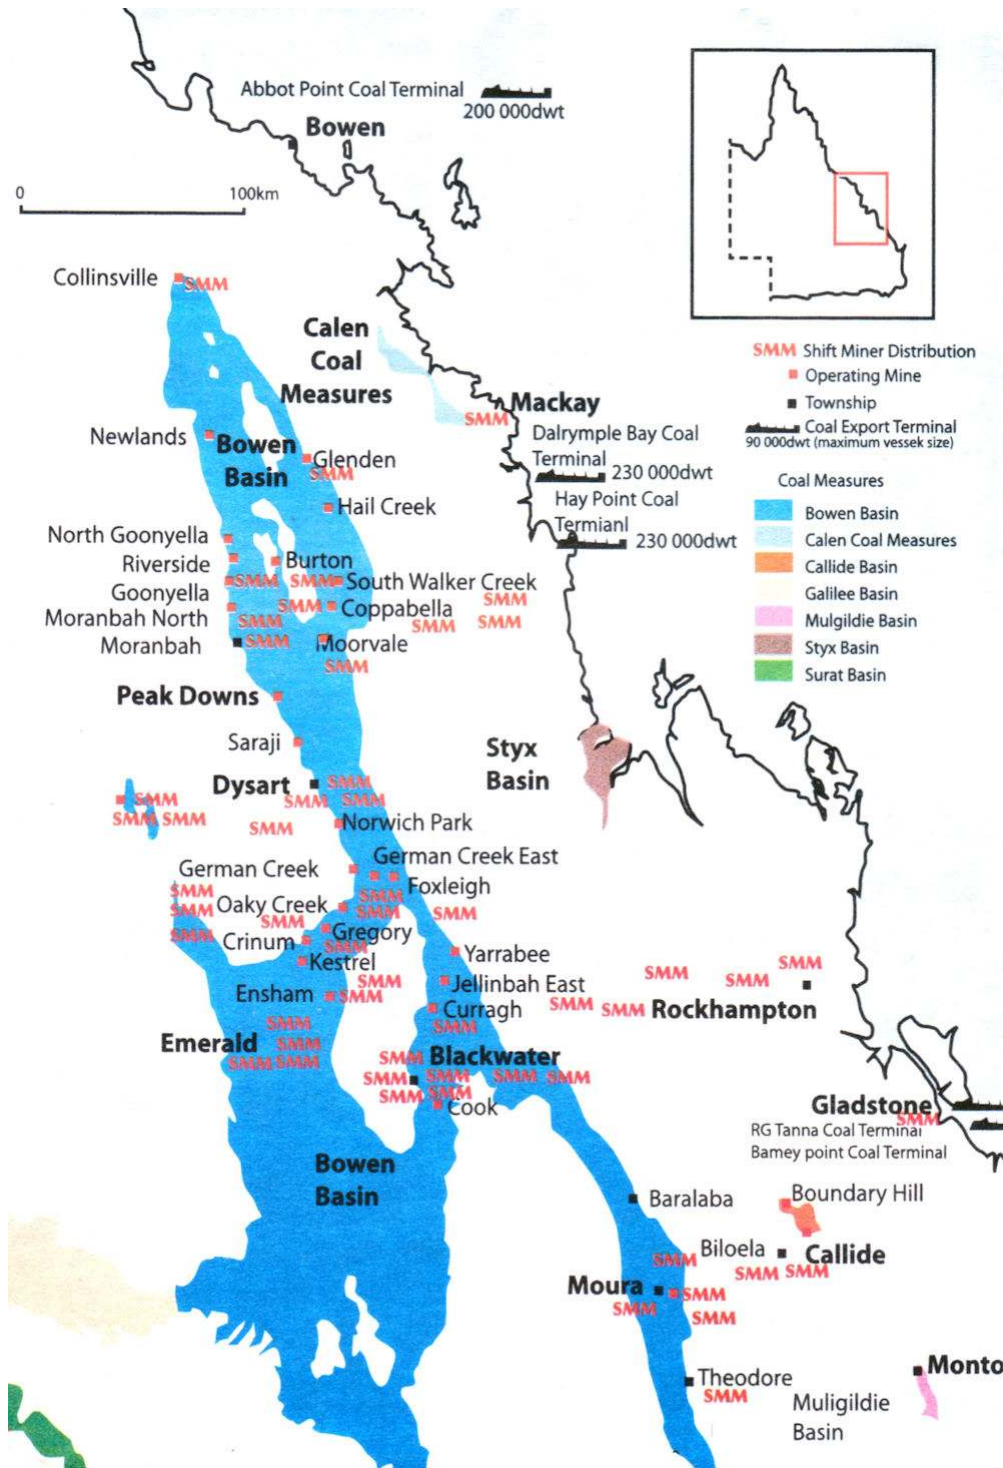 Abbot Point Coal Terminal
200 000dwt
Bowen
0 100km
Collinsville
SMM
Calen
Coal
Measures
SMM Shift Miner Distribution
Operating Mine
Township
Coal Export Terminal
90 000dwt (maximum vessek size)
Mackay
SMM
Newlands
Bowen
Basin
Glenden
SMM
Dalrymple Bay Coal
Terminal
230 000dwt
Hay Point Coal
Termianl
230 000dwt
Coal Measures
Bowen Basin
Calen Coal Measures
Callide Basin
Galilee Basin
Mulgildie Basin
Styx Basin
Surat Basin
Hail Creek
North Goonyella
Riverside
Burton
Goonyella
SMM
SMM
South Walker Creek
SMM
Moranbah North
SMM
SMM
Coppabella
SMM
SMM
Moranbah
SMM
Moorvale
SMM
Peak Downs
Saraji
Styx
Basin
Dysart
SMM
SMM
SMM
SMM
SMM SMM
SMM
Norwich Park
German Creek East
German Creek
Foxleigh
SMM
SMM
SMM
Oaky Creek
SMM
SMM
SMM
Gregory
SMM
SMM
Crinum
Kestrel
Yarrabee
SMM
Jellinbah East
Ensham
SMM
Curragh
SMM
SMM
SMM
SMM
SMM
SMM
Rockhampton
SMM
Emerald
SMM
SMM SMM
SMM
Blackwater
SMM
SMM
SMM
SMM
SMM
SMM
Cook
Gladstone
SMM
RG Tanna Coal Terminal
Bamey point Coal Terminal
Bowen
Basin
Baralaba
Boundary Hill
Biloela
Callide
SMM
SMM
SMM
Moura
SMM
SMM
SMM
Theodore
SMM
Monto
Muligildie
Basin